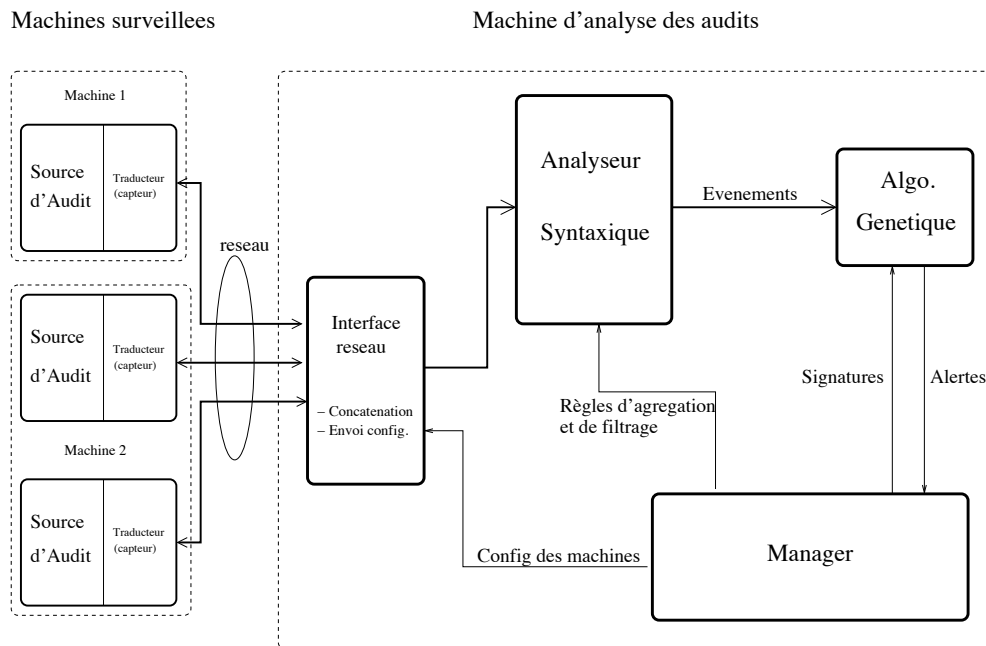 Machines surveillees
Machine d'analyse des audits
Machine 1
Source
d'Audit
Traducteur
(capteur)
reseau
Source
d'Audit
Traducteur
(capteur)
Machine 2
Source
d'Audit
Traducteur
(capteur)
Interface
reseau
– Concatenation
– Envoi config.
Analyseur
Syntaxique
Evenements
Algo.
Genetique
Signatures
Alertes
Règles d'agregation
et de filtrage
Config des machines
Manager